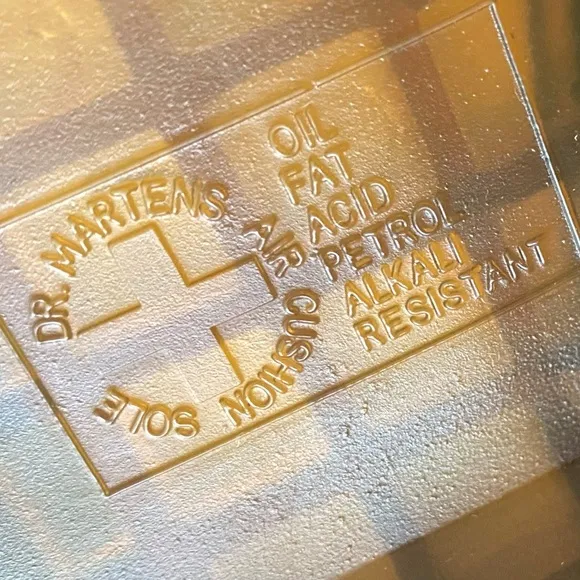 DR. MARTENS AIR CUSHION SOLE
OIL
FAT
ACID
PETROL
ALKALI
RESISTANT